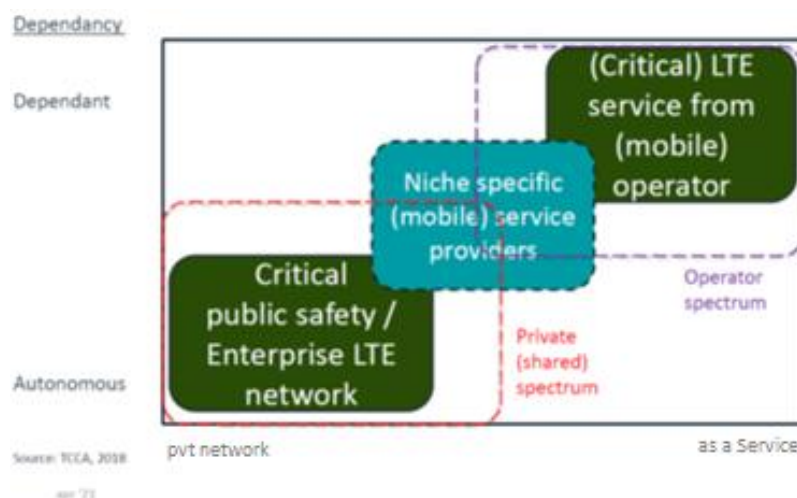 Dependancy
Dependant
(Critical) LTE
service from
(mobile)
operator
Niche specific
(mobile) service
providers
Operator
spectrum
Critical
public safety /
Enterprise LTE
network
Private
(shared)
spectrum
Autonomous
pvt network
as a Service
Source: TCCA, 2018